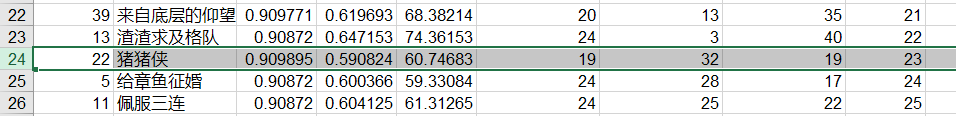 22 39 来自底层的仰望 0.909771 0.619693 68.38214 20 13 35 21
23 13 渣渣求及格队 0.90872 0.647153 74.36153 24 3 40 22
24 22 猪猪侠 0.909895 0.590824 60.74683 19 32 19 23
25 5 给章鱼征婚 0.90872 0.600366 59.33084 24 28 17 24
26 11 佩服三连 0.90872 0.604125 61.31265 24 25 22 25